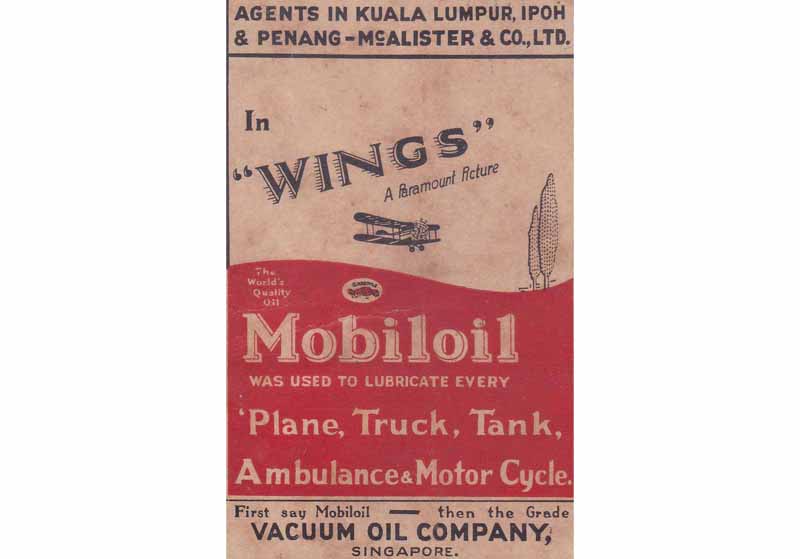 AGENTS IN KUALA LUMPUR, IPOH
& PENANG-McALISTER & CO., LTD.
In
"WINGS"
A Paramount Picture
The
World's
Quality
Oil
GARGOYLE
Mobiloil
WAS USED TO LUBRICATE EVERY
'Plane, Truck, Tank,
Ambulance & Motor Cycle.
First say Mobiloil — then the Grade
VACUUM OIL COMPANY,
SINGAPORE.